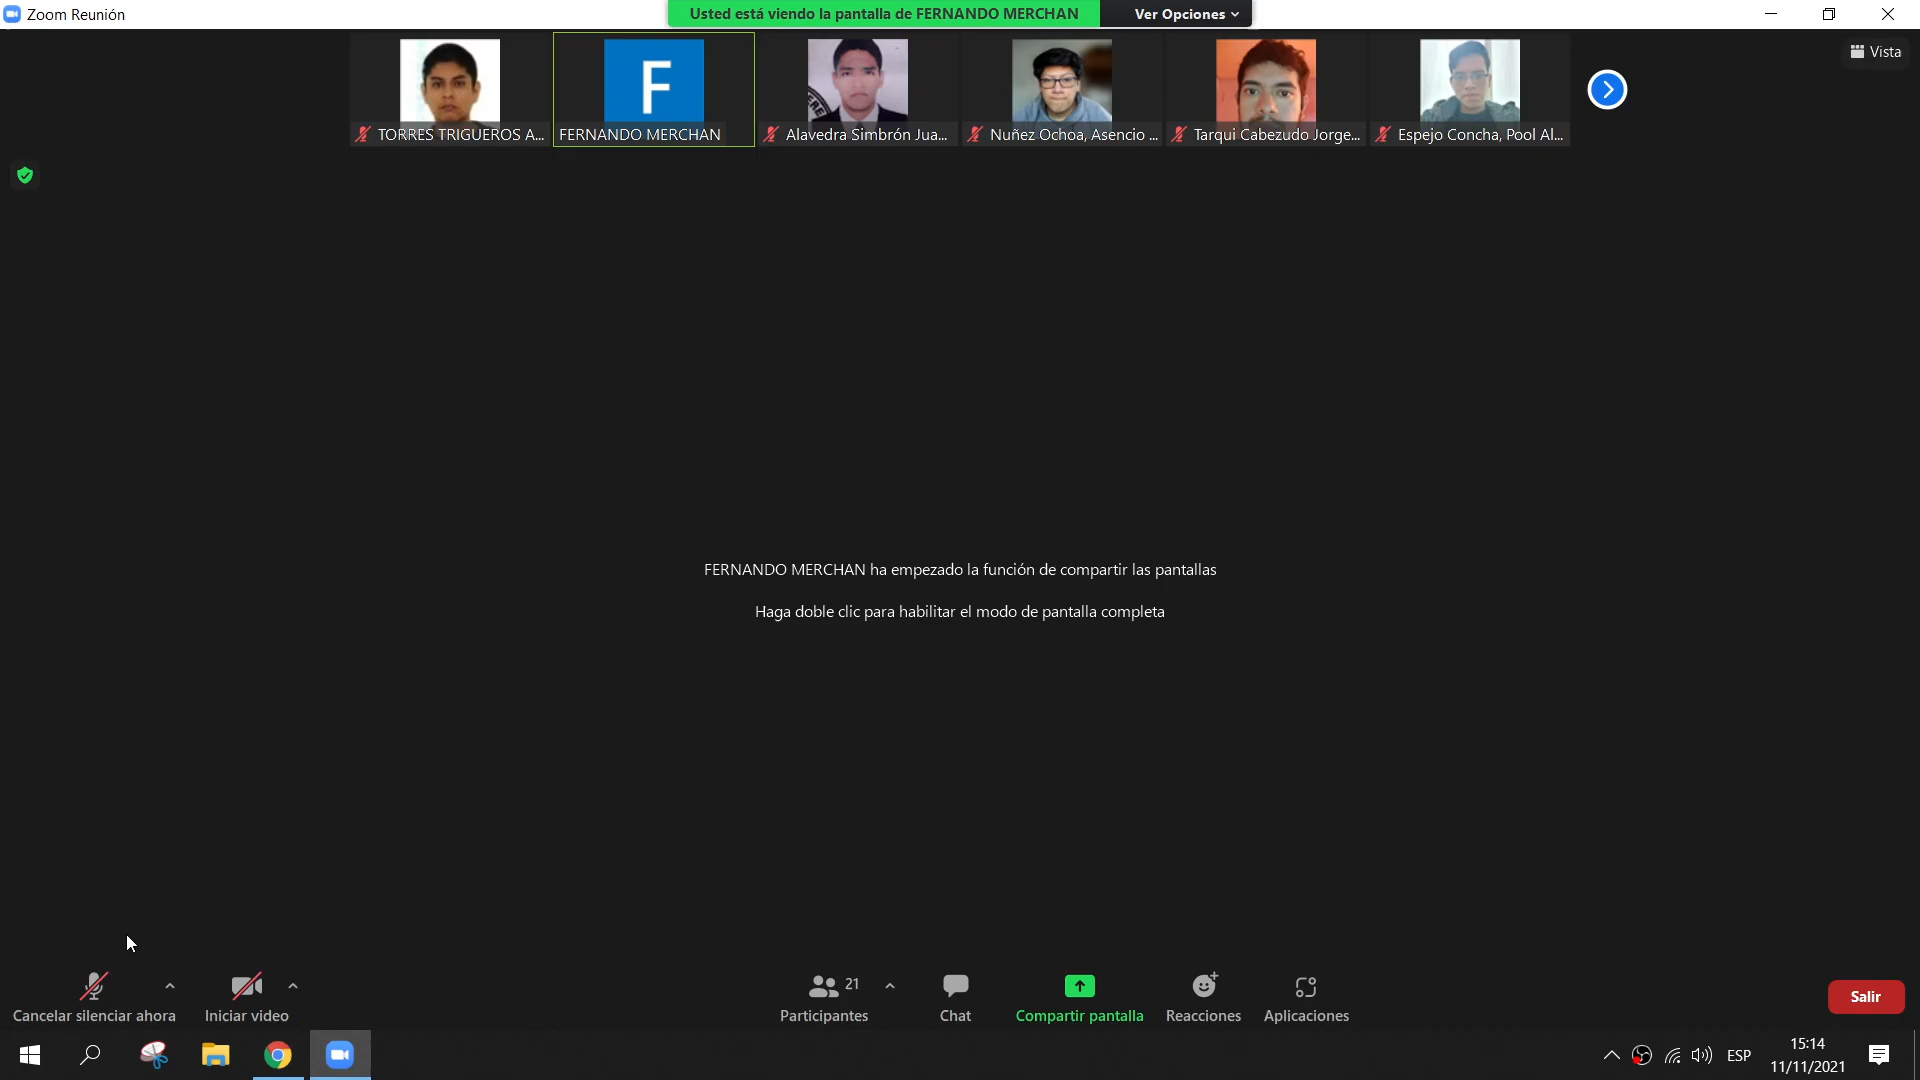 Zoom Reunión
Usted está viendo la pantalla de FERNANDO MERCHAN
Ver Opciones
Vista
F
TORRES TRIGUEROS A...
FERNANDO MERCHAN
Alavedra Simbrón Jua...
Nuñez Ochoa, Asencio ...
Tarqui Cabezudo Jorge...
Espejo Concha, Pool Al...
FERNANDO MERCHAN ha empezado la función de compartir las pantallas
Haga doble clic para habilitar el modo de pantalla completa
21
Cancelar silenciar ahora
Iniciar video
Participantes
Chat
Compartir pantalla
Reacciones
Aplicaciones
Salir
ESP
15:14
11/11/2021